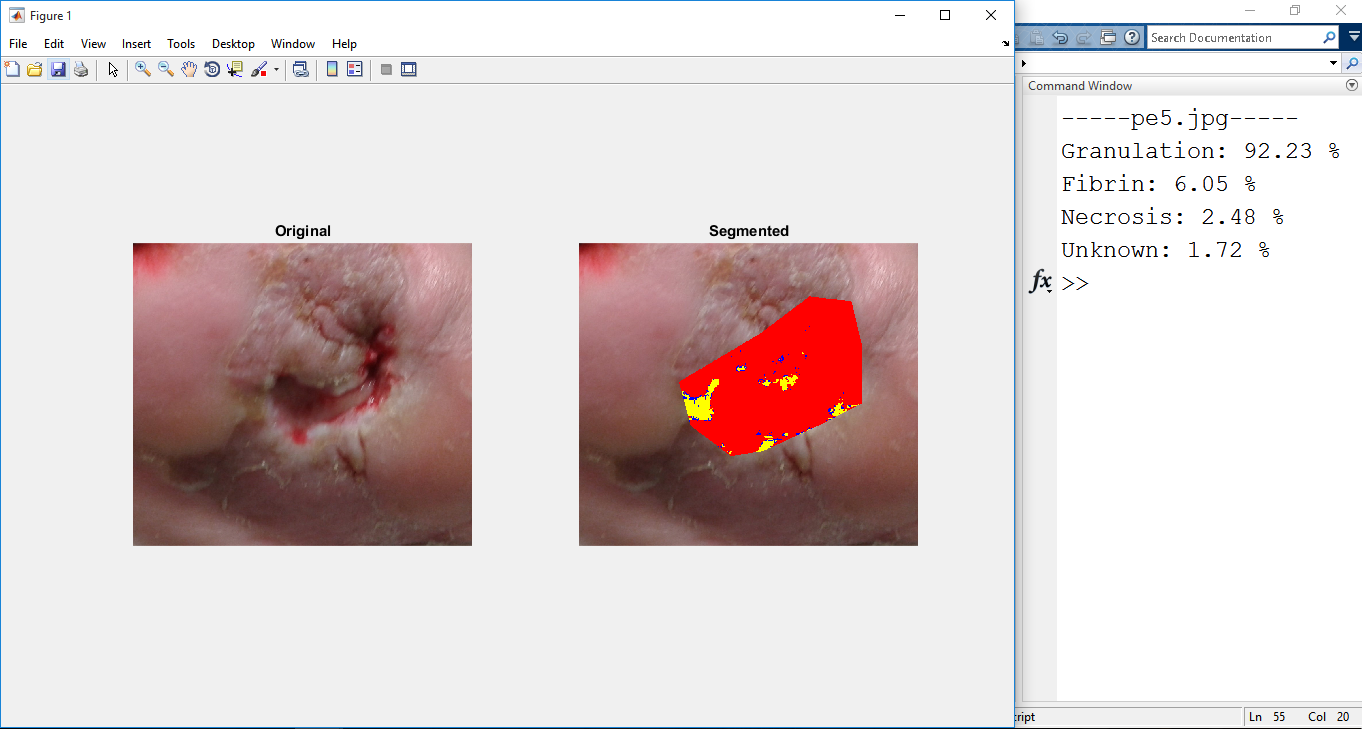 Figure 1
File Edit View Insert Tools Desktop Window Help
Original
Segmented
Search Documentation
Command Window
-----pe5.jpg-----
Granulation: 92.23 %
Fibrin: 6.05 %
Necrosis: 2.48 %
Unknown: 1.72 %
fx >>
Ln 55 Col 20